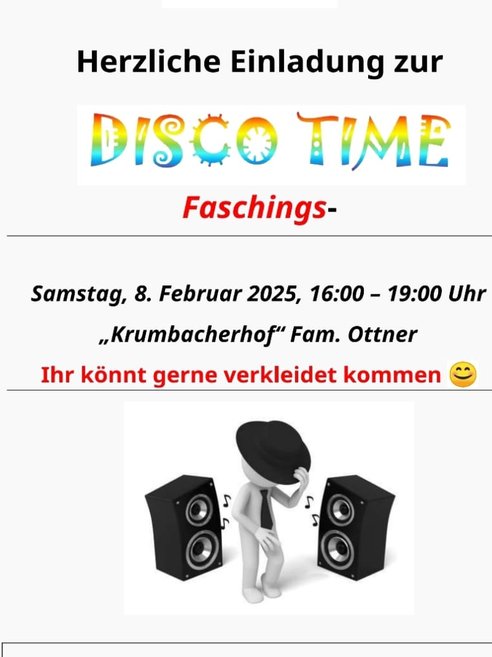 Herzliche Einladung zur
DISCO TIME
Faschings-
Samstag, 8. Februar 2025, 16:00 – 19:00 Uhr
„Krumbacherhof“ Fam. Ottner
Ihr könnt gerne verkleidet kommen 😊